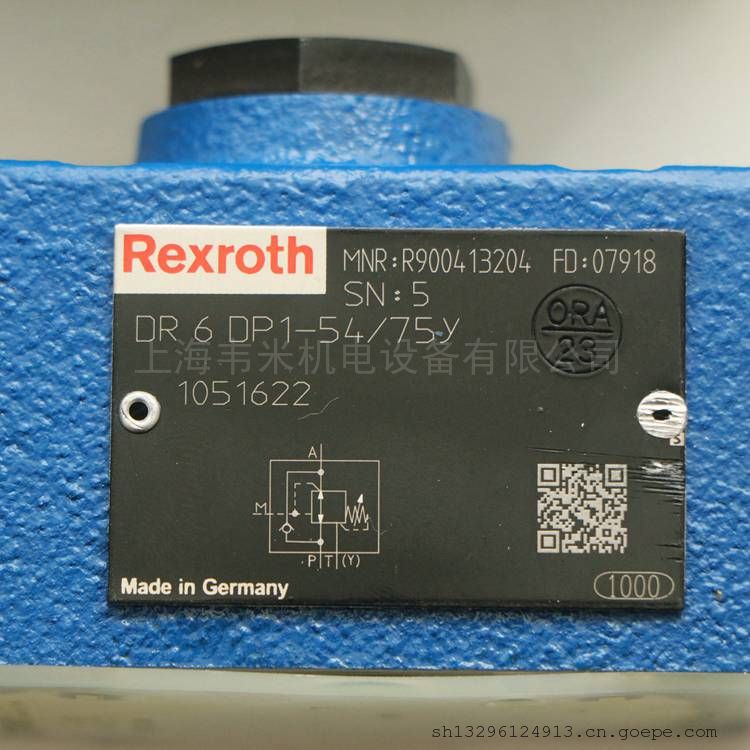 Rexroth MNR:R900413204 FD:07918
SN:5
DR 6 DP1-54/75Y
ORA
23
上海韦米机电设备有限公司
1051622
A
M
P T (Y)
Made in Germany
1000
sh13296124913.cn.goepe.com